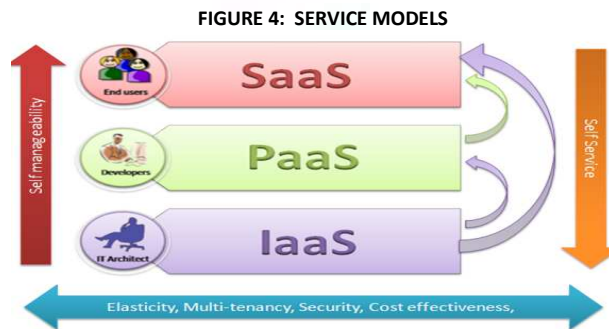 FIGURE 4: SERVICE MODELS
SaaS
End users
PaaS
Developers
IaaS
IT Architect
Self manageability
Self Service
Elasticity, Multi-tenancy, Security, Cost effectiveness,